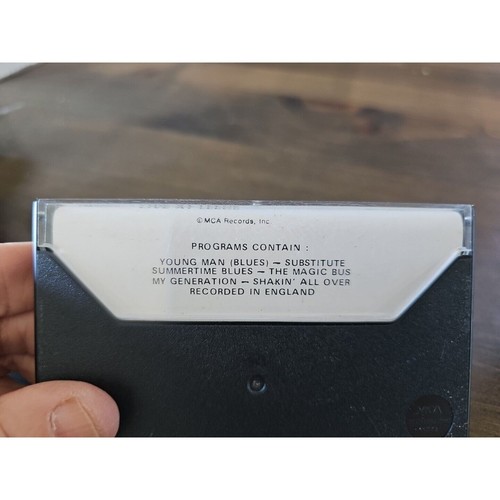 ©MCA Records, Inc.
PROGRAMS CONTAIN :
YOUNG MAN (BLUES) — SUBSTITUTE
SUMMERTIME BLUES — THE MAGIC BUS
MY GENERATION — SHAKIN' ALL OVER
RECORDED IN ENGLAND
MCA